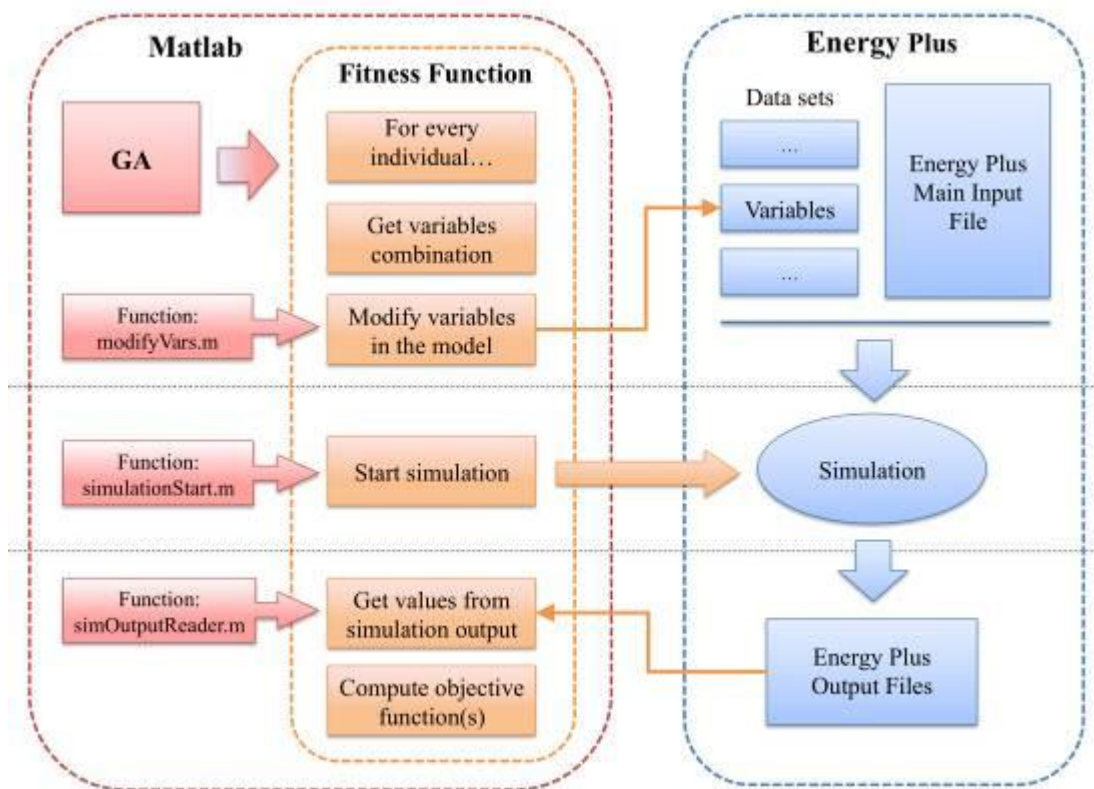 Matlab
Fitness Function
GA
For every
individual…
Get variables
combination
Function:
modifyVars.m
Modify variables
in the model
Function:
simulationStart.m
Start simulation
Function:
simOutputReader.m
Get values from
simulation output
Compute objective
function(s)
Energy Plus
Data sets
...
Variables
...
Energy Plus
Main Input
File
Simulation
Energy Plus
Output Files